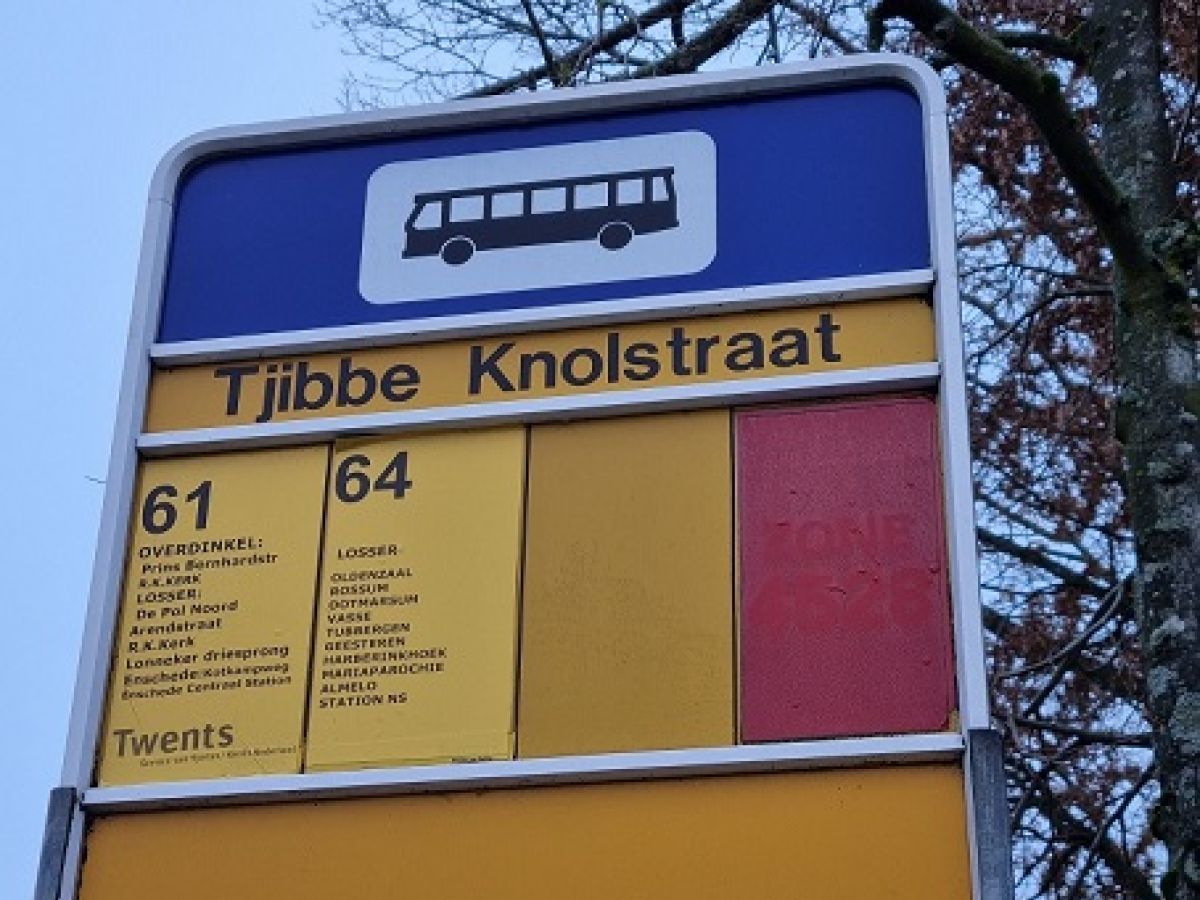 Tjibbe Knolstraat
61
OVERDINKEL:
Prins Bernhardstr
R.K.KERK
LOSSER:
De Pol Noord
Arendstraat
R.K.Kerk
Lonneker driesprong
Enschede:Kotkampweg
Enschede Centraal Station
Twents
64
LOSSER-
OLDENZAAL
ROSSUM
OOTMARSUM
VASSE
TUBBERGEN
GEESTEREN
HARBRINKHOEK
MARIAPAROCHIE
ALMELO
STATION NS
ZONE